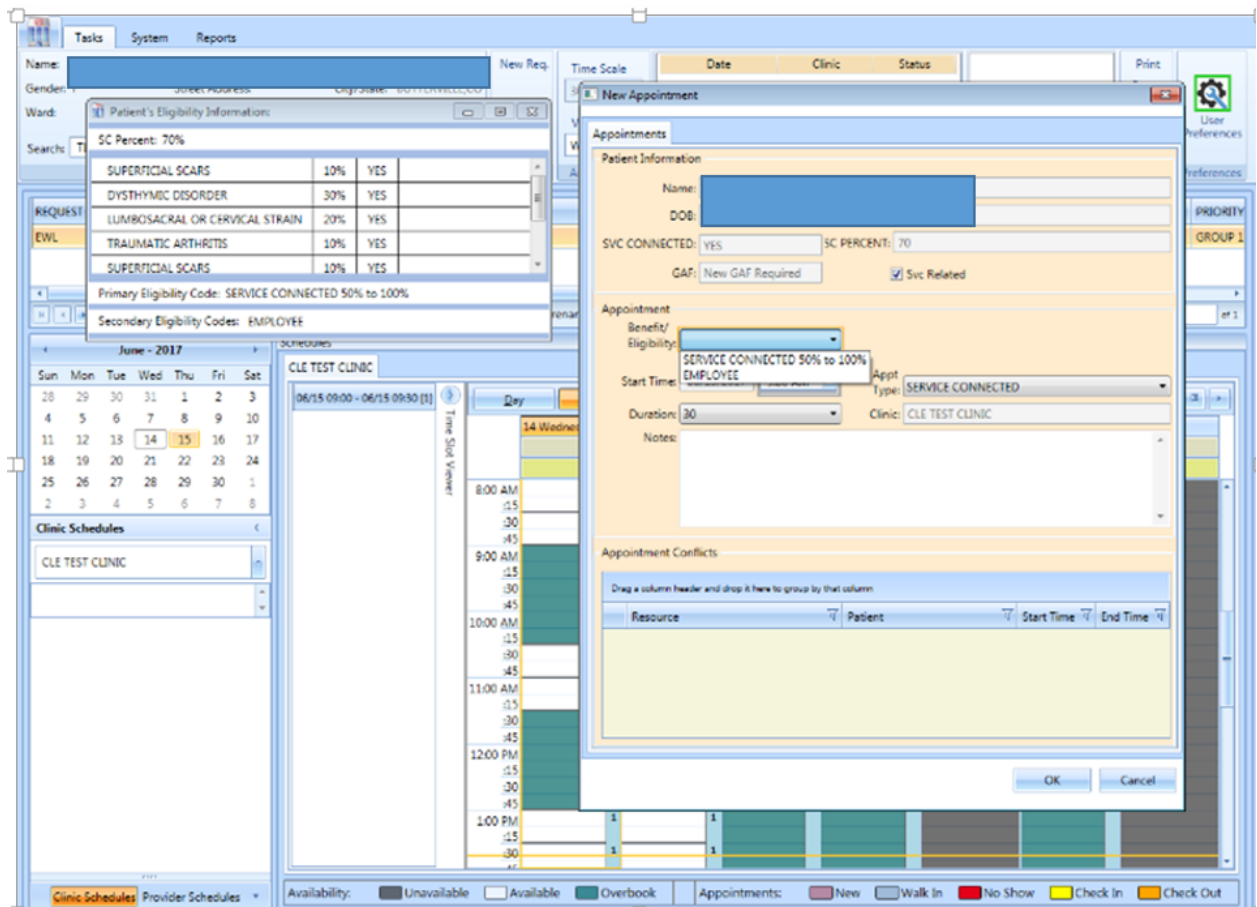 Tasks System Reports
Name:
New Req.
Time Scale
Date Clinic Status
Print
Gender:
Street Address:
City/State:
Ward:
Search:
User
Preferences
Preferences
Patient's Eligibility Information:
SC Percent: 70%
SUPERFICIAL SCARS 10% YES
DYSTHYMIC DISORDER 30% YES
LUMBOSACRAL OR CERVICAL STRAIN 20% YES
TRAUMATIC ARTHRITIS 10% YES
SUPERFICIAL SCARS 10% YES
Primary Eligibility Code: SERVICE CONNECTED 50% to 100%
Secondary Eligibility Codes: EMPLOYEE
REQUEST
PRIORITY
EWL
GROUP 1
of 1
June - 2017
Sun Mon Tue Wed Thu Fri Sat
28 29 30 31 1 2 3
4 5 6 7 8 9 10
11 12 13 14 15 16 17
18 19 20 21 22 23 24
25 26 27 28 29 30 1
2 3 4 5 6 7 8
Clinic Schedules
CLE TEST CLINIC
Clinic Schedules Provider Schedules
Schedules
CLE TEST CLINIC
06/15 09:00 - 06/15 09:30 [1]
Time Slot Viewer
Day
14 Wednes
8:00 AM
:15
:30
:45
9:00 AM
:15
:30
:45
10:00 AM
:15
:30
:45
11:00 AM
:15
:30
:45
12:00 PM
:15
:30
:45
1:00 PM
1 1
:15
:30
1 1
New Appointment
Appointments
Patient Information
Name:
DOB:
SVC CONNECTED: YES SC PERCENT: 70
GAF: New GAF Required Svc Related
Appointment
Benefit/
Eligibility:
SERVICE CONNECTED 50% to 100%
EMPLOYEE
Start Time:
Appt
Type: SERVICE CONNECTED
Duration: 30 Clinic: CLE TEST CLINIC
Notes:
Appointment Conflicts
Drag a column header and drop it here to group by that column
Resource Patient Start Time End Time
OK Cancel
Availability: Unavailable Available Overbook Appointments: New Walk In No Show Check In Check Out